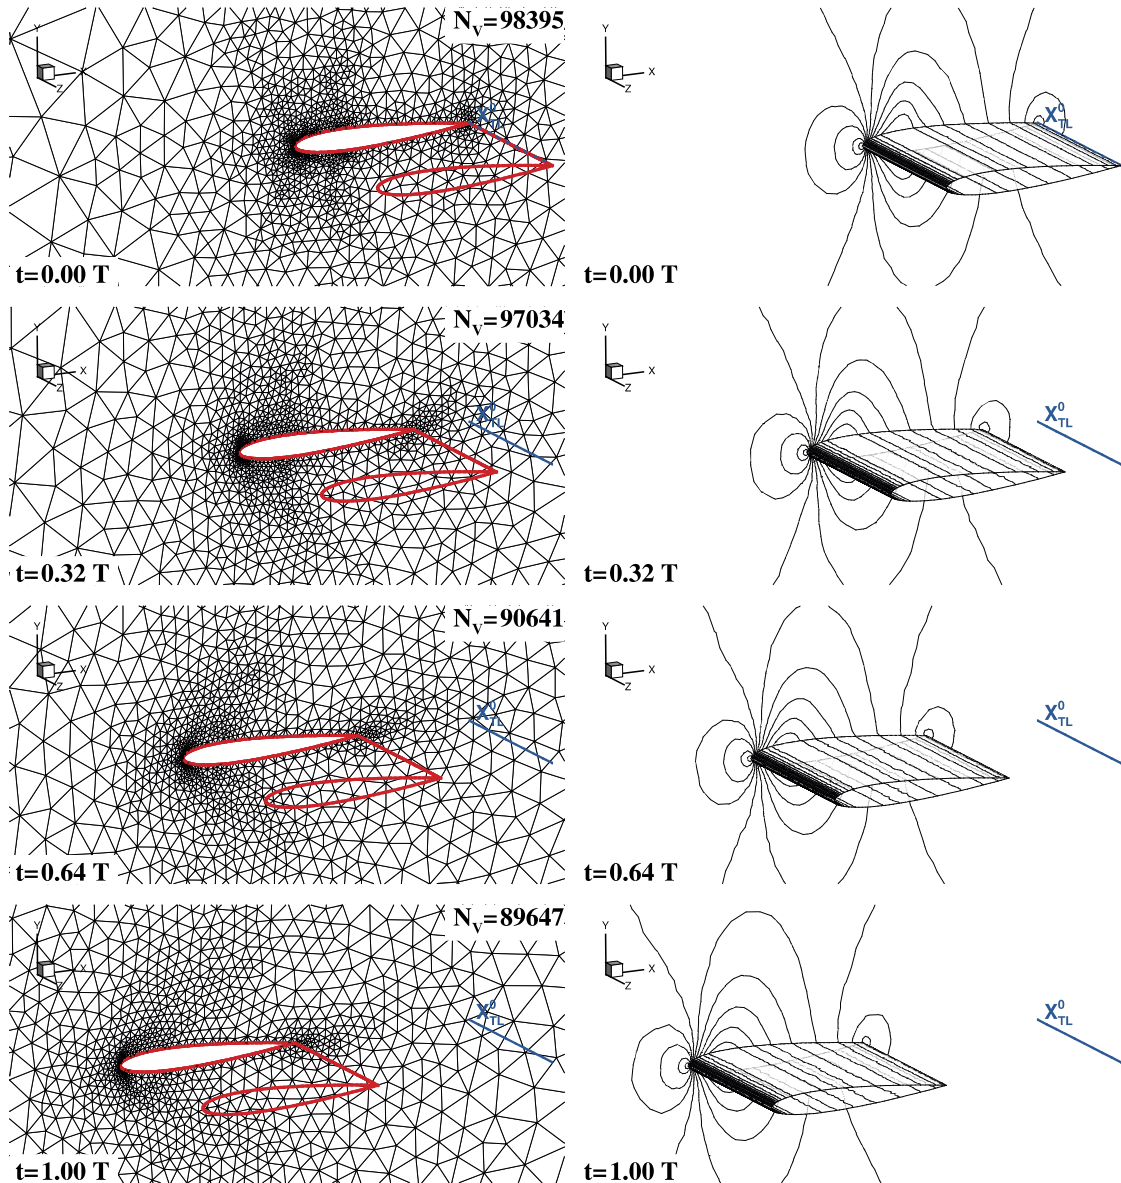 N_V=98395
Y
Z
X^0_TL
t=0.00 T
Y
X
Z
X^0_TL
t=0.00 T
N_V=97034
Y
X
Z
X^0_TL
t=0.32 T
Y
X
Z
X^0_TL
t=0.32 T
N_V=90641
Y
X
Z
X^0_TL
t=0.64 T
Y
X
Z
X^0_TL
t=0.64 T
N_V=89647
Y
X
Z
X^0_TL
t=1.00 T
Y
X
Z
X^0_TL
t=1.00 T